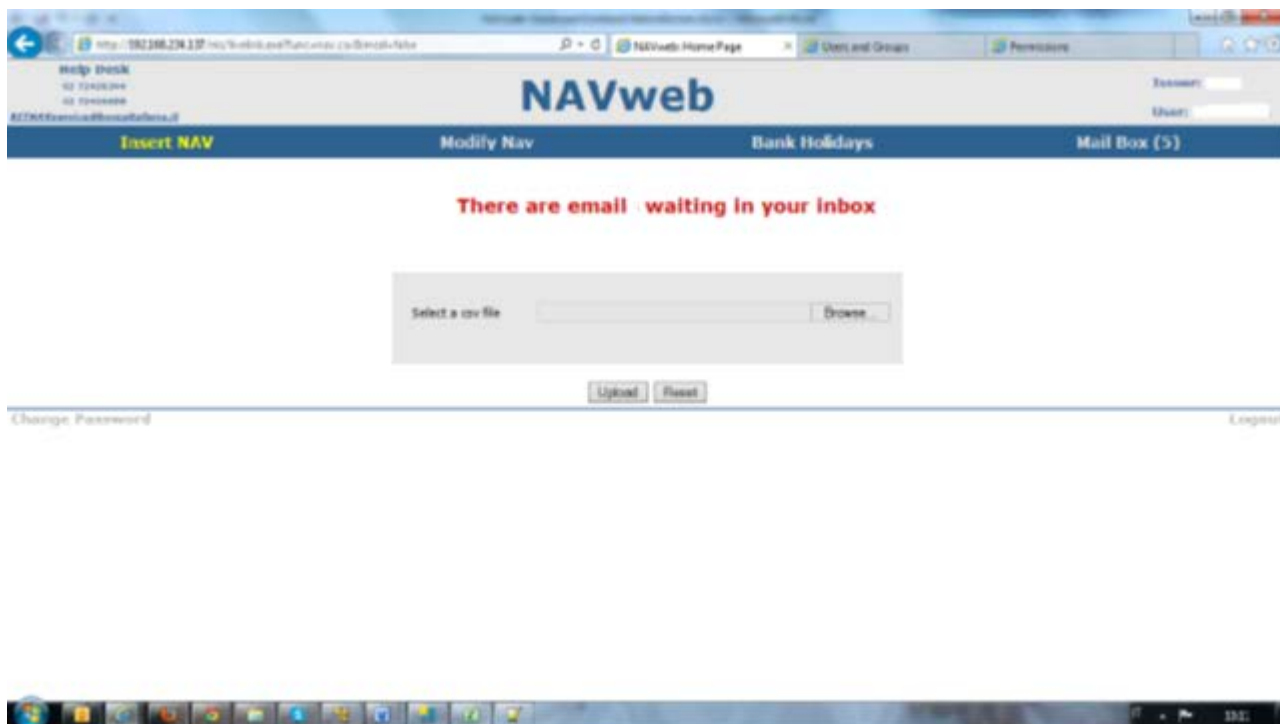 NAVweb: Home Page
Users and Groups
Permissions
Help Desk
NAVweb
User:
Insert NAV
Modify Nav
Bank Holidays
Mail Box (5)
There are email waiting in your inbox
Select a csv file
Browse...
Upload
Reset
Change Password
Logout